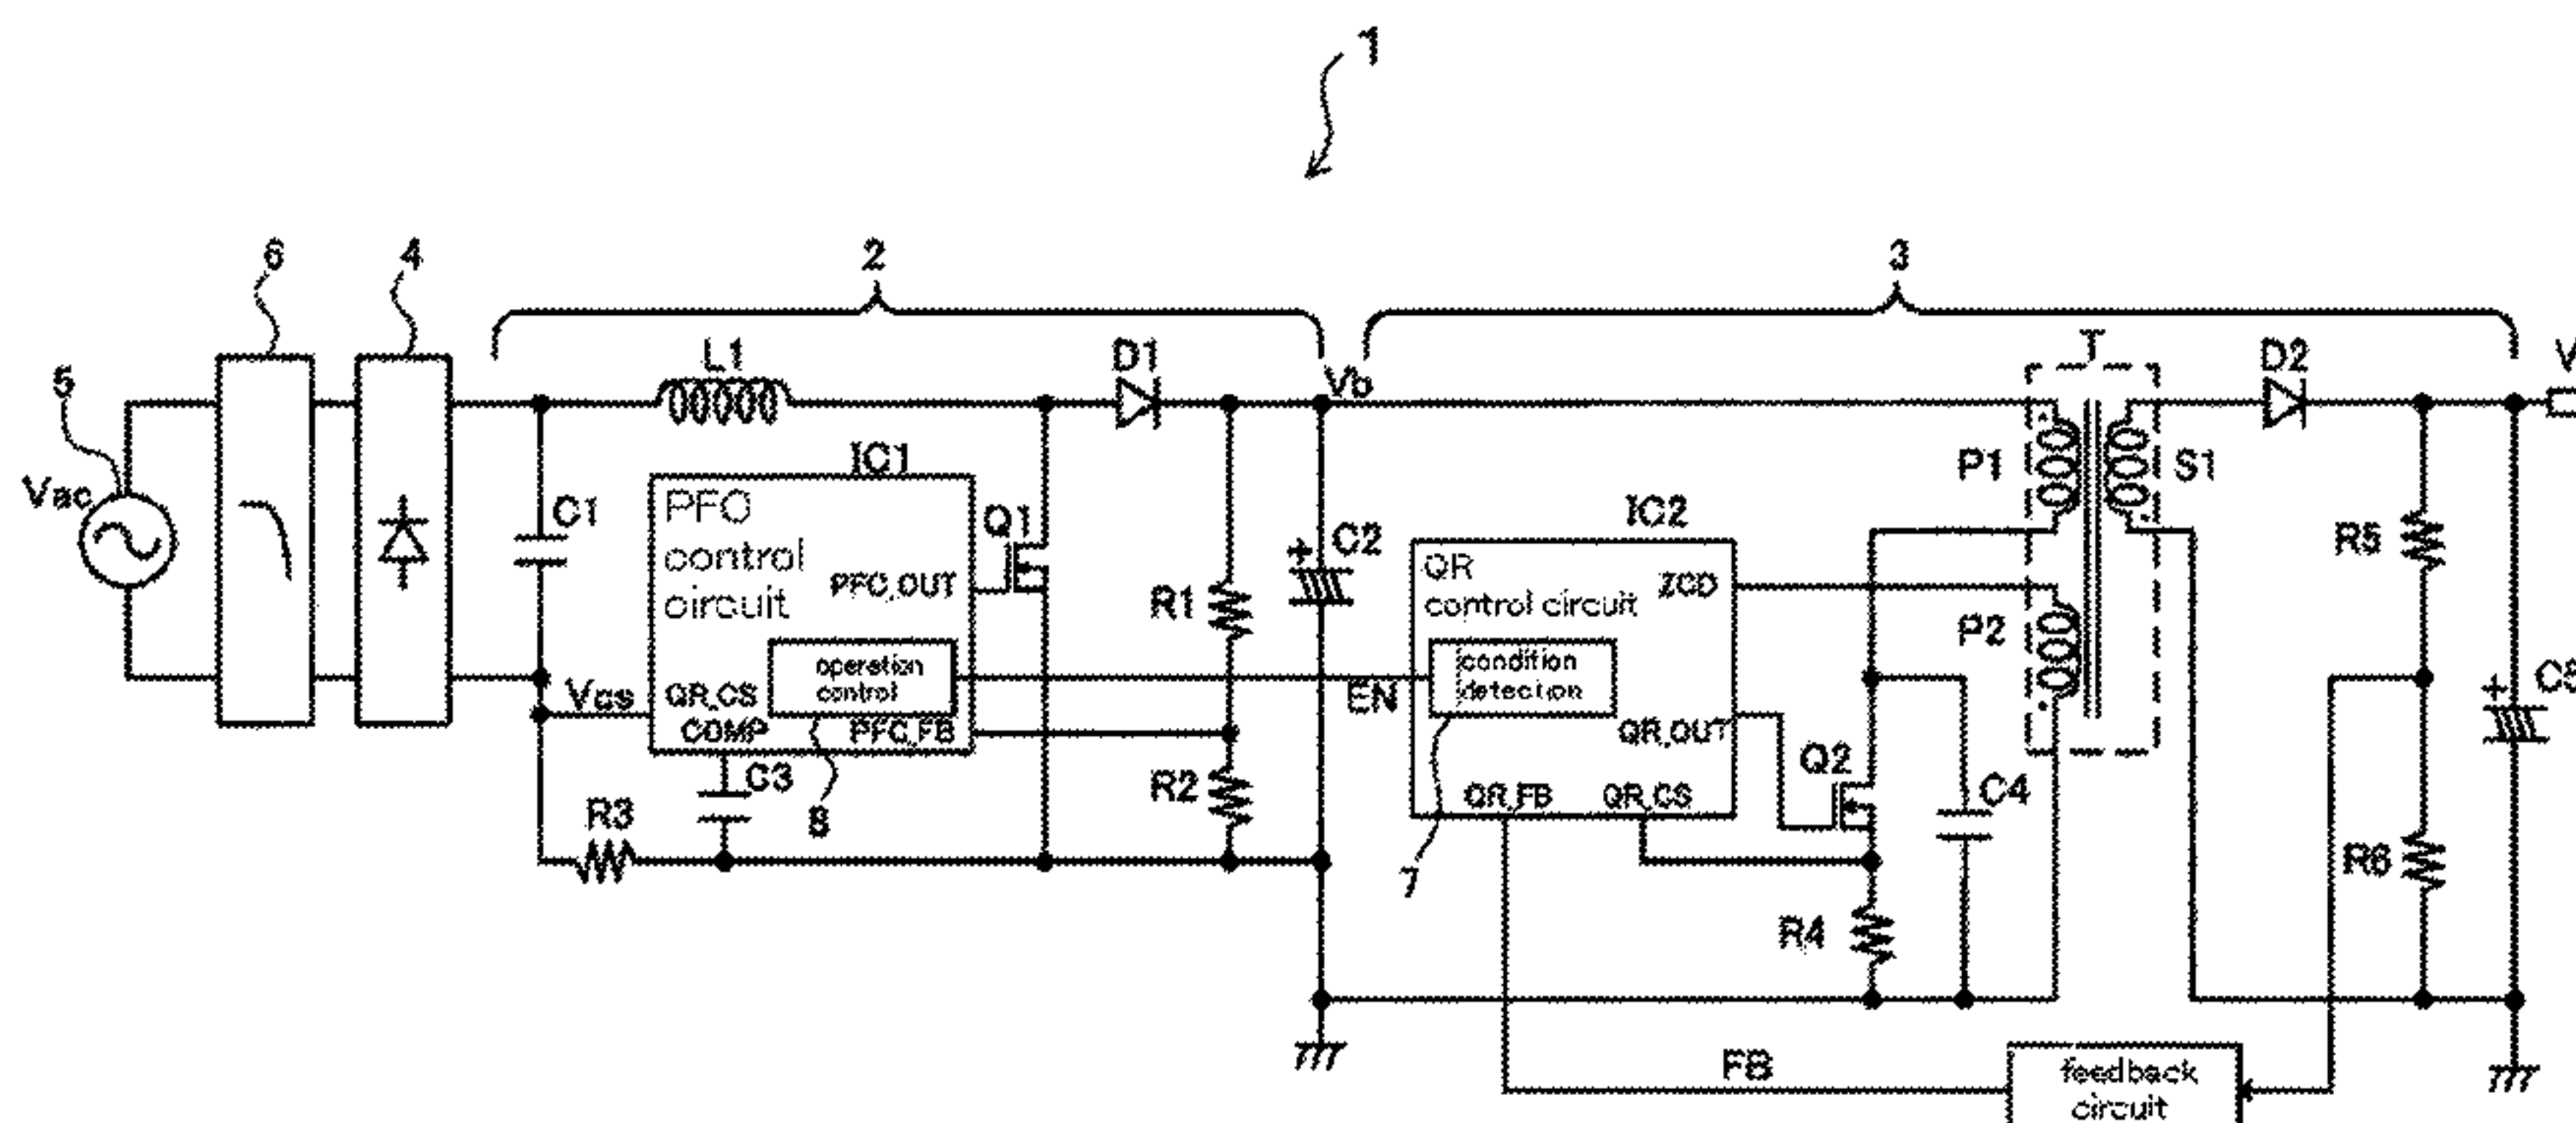 1
6
4
2
3
5
Vac
L1
D1
Vo
T
D2
V
C1
IC1
PFC
control
circuit
PFC_OUT
Q1
R1
C2
IC2
QR
control circuit
ZCD
P1
S1
P2
R5
operation
control
EN
condition
detection
Vcs
QR_CS
COMP
PFC_FB
QR_OUT
Q2
C3
R3
8
R2
QR_FB
QR_CS
C4
7
R4
R6
FB
feedback
circuit